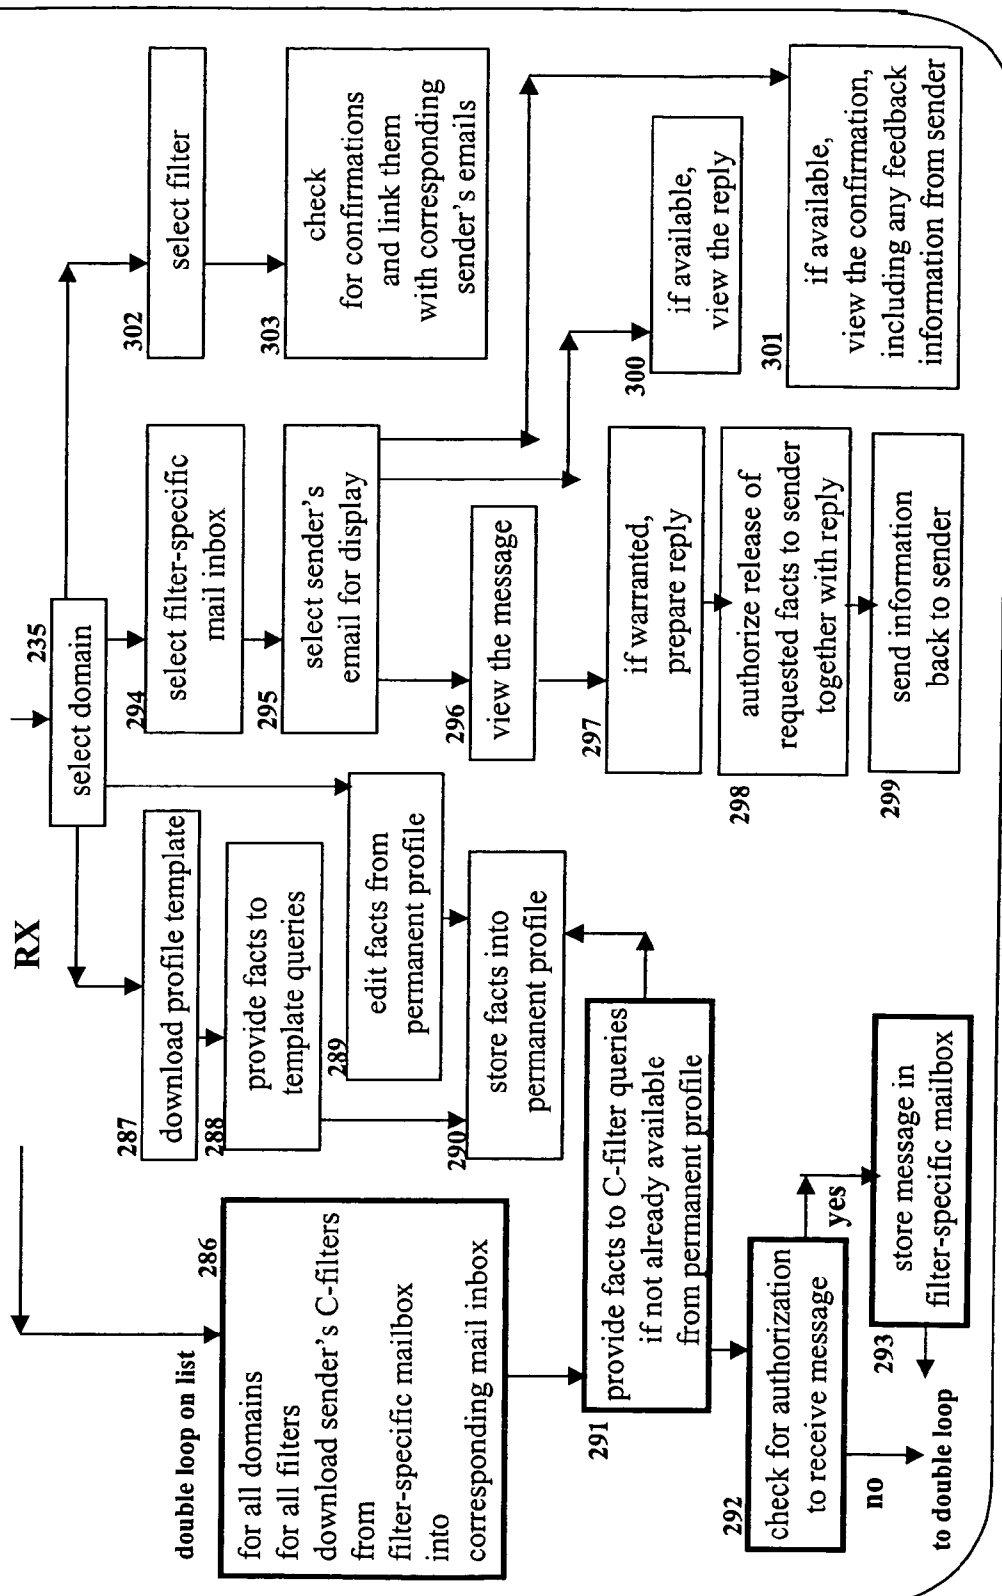 RX
double loop on list
286
for all domains
for all filters
download sender's C-filters
from
filter-specific mailbox
into
corresponding mail inbox
291
provide facts to C-filter queries
if not already available
from permanent profile
292
check for authorization
to receive message
no
to double loop
yes
293
store message in
filter-specific mailbox
235
select domain
287
download profile template
288
provide facts to
template queries
289
edit facts from
permanent profile
290
store facts into
permanent profile
294
select filter-specific
mail inbox
295
select sender's
email for display
296
view the message
297
if warranted,
prepare reply
298
authorize release of
requested facts to sender
together with reply
299
send information
back to sender
302
select filter
303
check
for confirmations
and link them
with corresponding
sender's emails
300
if available,
view the reply
301
if available,
view the confirmation,
including any feedback
information from sender